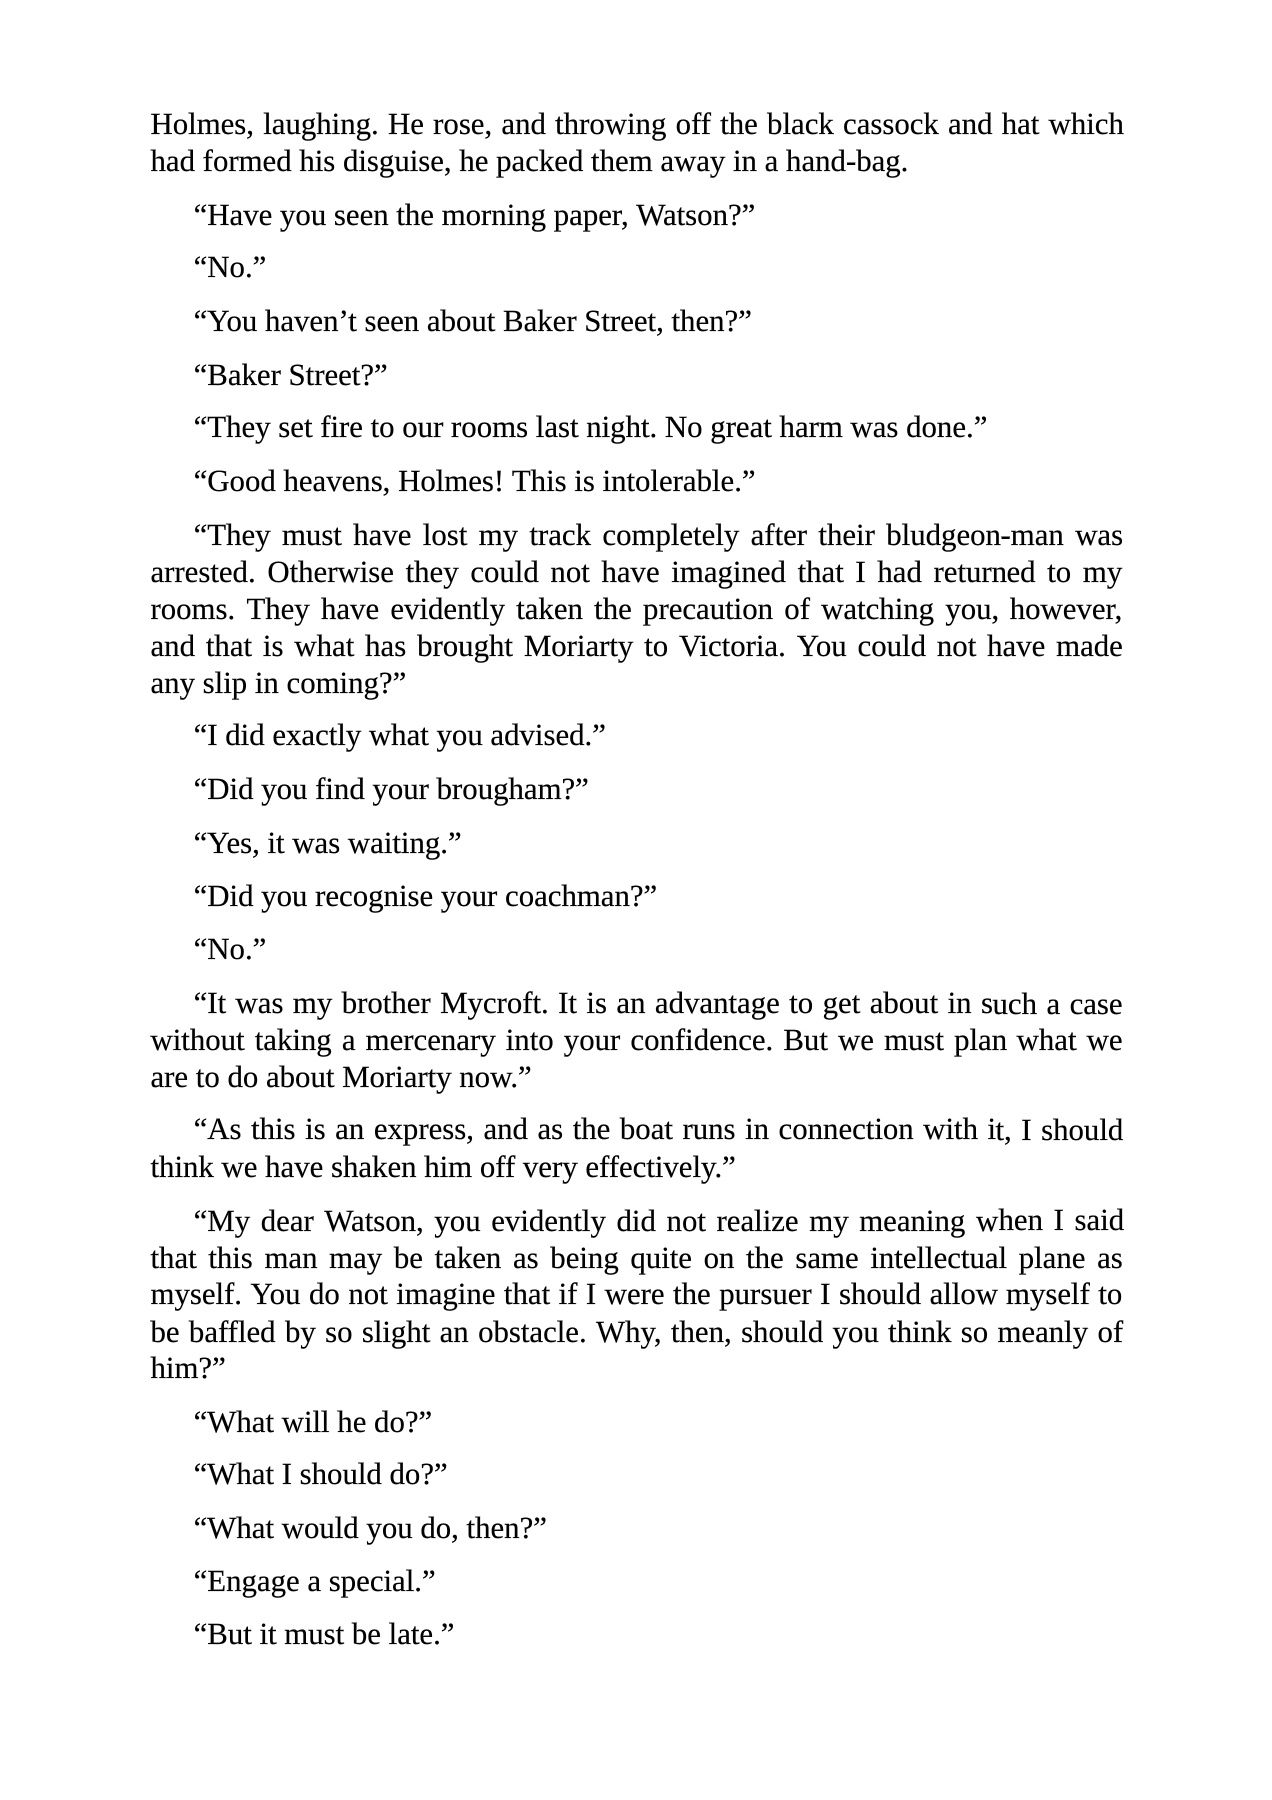 Holmes, laughing. He rose, and throwing off the black cassock and hat which
had formed his disguise, he packed them away in a hand-bag.
“Have you seen the morning paper, Watson?”
“No.”
“You haven’t seen about Baker Street, then?”
“Baker Street?”
“They set fire to our rooms last night. No great harm was done.”
“Good heavens, Holmes! This is intolerable.”
“They must have lost my track completely after their bludgeon-man was
arrested. Otherwise they could not have imagined that I had returned to my
rooms. They have evidently taken the precaution of watching you, however,
and that is what has brought Moriarty to Victoria. You could not have made
any slip in coming?”
“I did exactly what you advised.”
“Did you find your brougham?”
“Yes, it was waiting.”
“Did you recognise your coachman?”
“No.”
“It was my brother Mycroft. It is an advantage to get about in such a case
without taking a mercenary into your confidence. But we must plan what we
are to do about Moriarty now.”
“As this is an express, and as the boat runs in connection with it, I should
think we have shaken him off very effectively.”
“My dear Watson, you evidently did not realize my meaning when I said
that this man may be taken as being quite on the same intellectual plane as
myself. You do not imagine that if I were the pursuer I should allow myself to
be baffled by so slight an obstacle. Why, then, should you think so meanly of
him?”
“What will he do?”
“What I should do?”
“What would you do, then?”
“Engage a special.”
“But it must be late.”